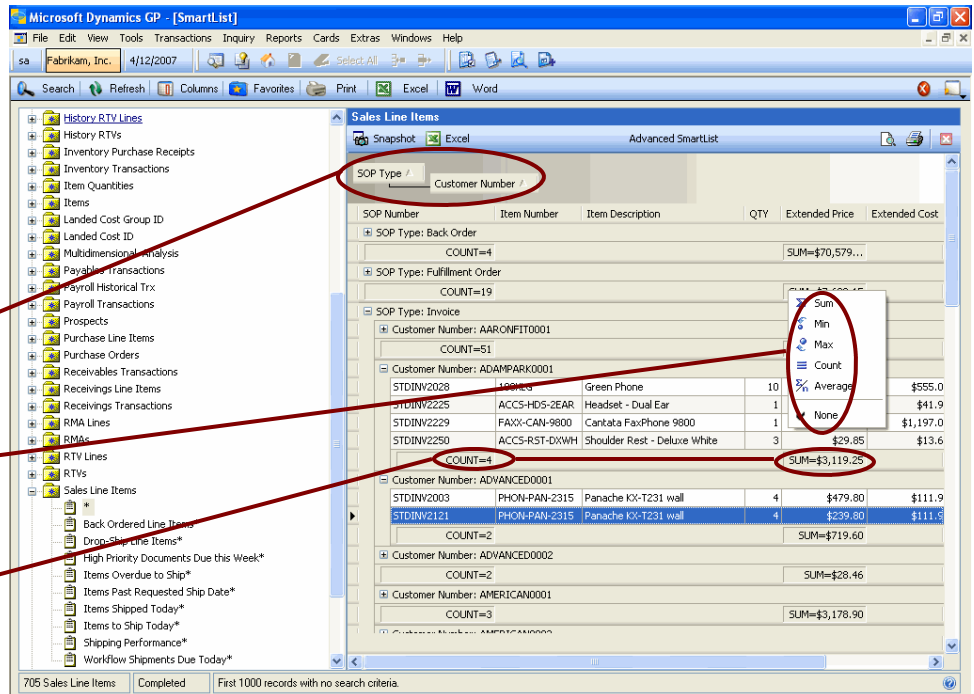 Microsoft Dynamics GP - [SmartList]
File Edit View Tools Transactions Inquiry Reports Cards Extras Windows Help
sa Fabrikam, Inc. 4/12/2007 Select All
Search Refresh Columns Favorites Print Excel Word
History RTV Lines
History RTVs
Inventory Purchase Receipts
Inventory Transactions
Item Quantities
Items
Landed Cost Group ID
Landed Cost ID
Multidimensional Analysis
Payables Transactions
Payroll Historical Trx
Payroll Transactions
Prospects
Purchase Line Items
Purchase Orders
Receivables Transactions
Receivings Line Items
Receivings Transactions
RMA Lines
RMAs
RTV Lines
RTVs
Sales Line Items
*
Back Ordered Line Items*
Drop-Ship Line Items*
High Priority Documents Due this Week*
Items Overdue to Ship*
Items Past Requested Ship Date*
Items Shipped Today*
Items to Ship Today*
Shipping Performance*
Workflow Shipments Due Today*
Sales Line Items
Snapshot Excel Advanced SmartList
SOP Type
Customer Number
SOP Number Item Number Item Description QTY Extended Price Extended Cost
SOP Type: Back Order
COUNT=4 SUM=$70,579...
SOP Type: Fulfillment Order
COUNT=19
SOP Type: Invoice
Customer Number: AARONFIT0001
COUNT=51
Customer Number: ADAMPARK0001
STDINV2028 Green Phone 10 $555.0
STDINV2225 ACCS-HDS-2EAR Headset - Dual Ear 1 $41.9
STDINV2229 FAXX-CAN-9800 Cantata FaxPhone 9800 1 $1,197.0
STDINV2250 ACCS-RST-DXWH Shoulder Rest - Deluxe White 3 $29.85 $13.6
COUNT=4 SUM=$3,119.25
Customer Number: ADVANCED0001
STDINV2003 PHON-PAN-2315 Panache KX-T231 wall 4 $479.80 $111.9
STDINV2121 PHON-PAN-2315 Panache KX-T231 wall 4 $239.80 $111.9
COUNT=2 SUM=$719.60
Customer Number: ADVANCED0002
COUNT=2 SUM=$28.46
Customer Number: AMERICAN0001
COUNT=3 SUM=$3,178.90
Sum
Min
Max
Count
Average
None
705 Sales Line Items Completed First 1000 records with no search criteria.